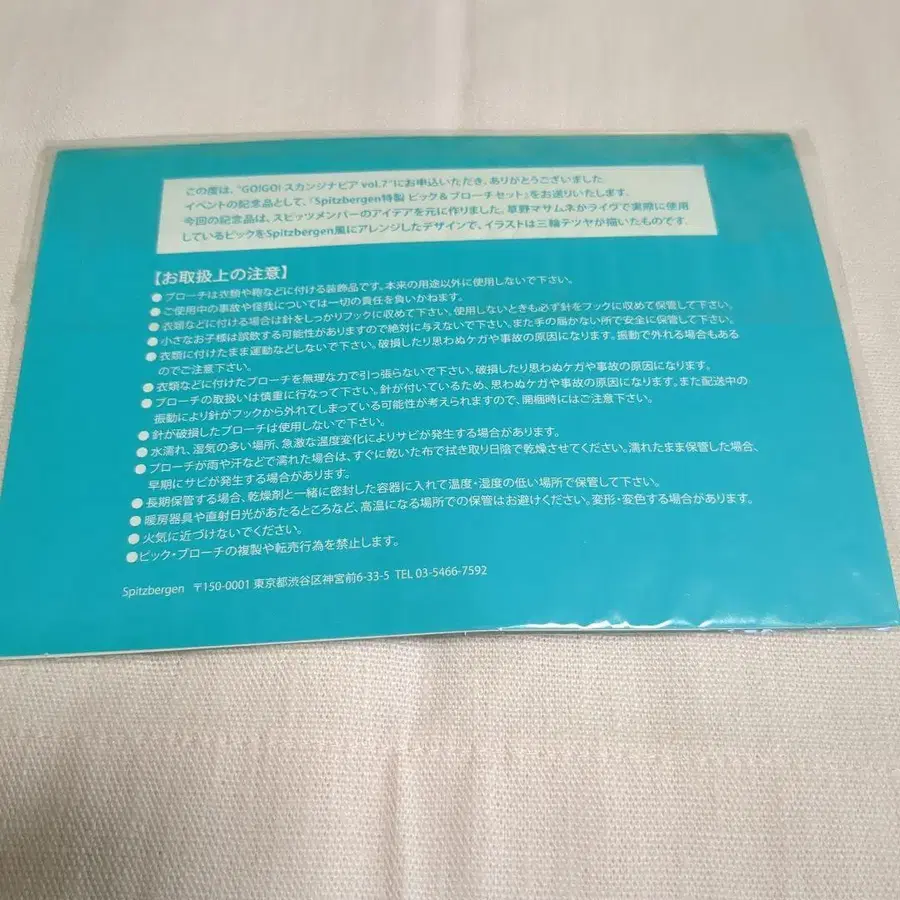 この度は、"GO!GO! スカンジナビア vol.7"にお申込いただき、ありがとうございました
イベントの記念品として、「Spitzbergen特製 ピック＆ブローチセット」をお送りいたします。
今回の記念品は、スピッツメンバーのアイデアを元に作りました。草野マサムネがライヴで実際に使用
しているピックをSpitzbergen風にアレンジしたデザインで、イラストは三輪テツヤが描いたものです。
【お取扱上の注意】
●ブローチは衣類や鞄などに付ける装飾品です。本来の用途以外に使用しないで下さい。
●ご使用中の事故や怪我については一切の責任を負いかねます。
●衣類などに付ける場合は針をしっかりフックに収めて下さい。使用しないときも必ず針をフックに収めて保管して下さい。
●小さなお子様は誤飲する可能性がありますので絶対に与えないで下さい。また手の届かない所で安全に保管して下さい。
●衣類に付けたまま運動などしないで下さい。破損したり思わぬケガや事故の原因になります。振動で外れる場合もある
のでご注意下さい。
●衣類などに付けたブローチを無理な力で引っ張らないで下さい。破損したり思わぬケガや事故の原因になります。
●ブローチの取扱いは慎重に行なって下さい。針が付いているため、思わぬケガや事故の原因になります。また配送中の
振動により針がフックから外れてしまっている可能性が考えられますので、開梱時にはご注意下さい。
●針が破損したブローチは使用しないで下さい。
●水濡れ、湿気の多い場所、急激な温度変化によりサビが発生する場合があります。
●ブローチが雨や汗などで濡れた場合は、すぐに乾いた布で拭き取り日陰で乾燥させてください。濡れたまま保管した場合、
早期にサビが発生する場合があります。
●長期保管する場合、乾燥剤と一緒に密封した容器に入れて温度・湿度の低い場所で保管して下さい。
●暖房器具や直射日光があたるところなど、高温になる場所での保管はお避けください。変形・変色する場合があります。
●火気に近づけないでください。
●ピック・ブローチの複製や転売行為を禁止します。
Spitzbergen 〒150-0001 東京都渋谷区神宮前6-33-5 TEL 03-5466-7592